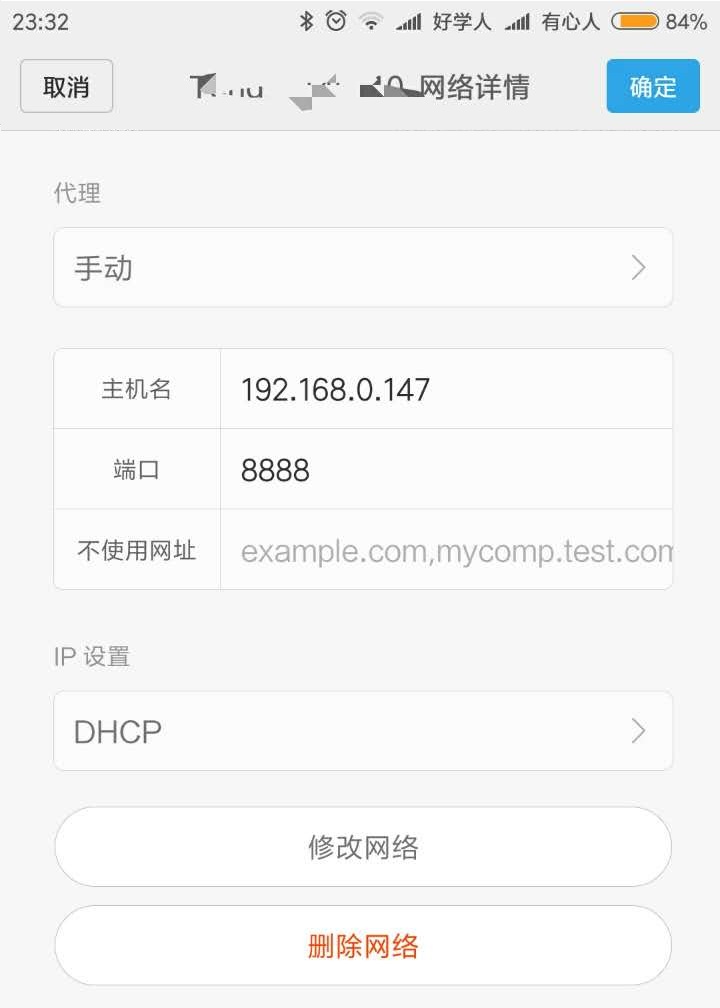 23:32 好学人 有心人 84%
取消 网络详情 确定
代理
手动
主机名 192.168.0.147
端口 8888
不使用网址 example.com,mycomp.test.com
IP 设置
DHCP
修改网络
删除网络